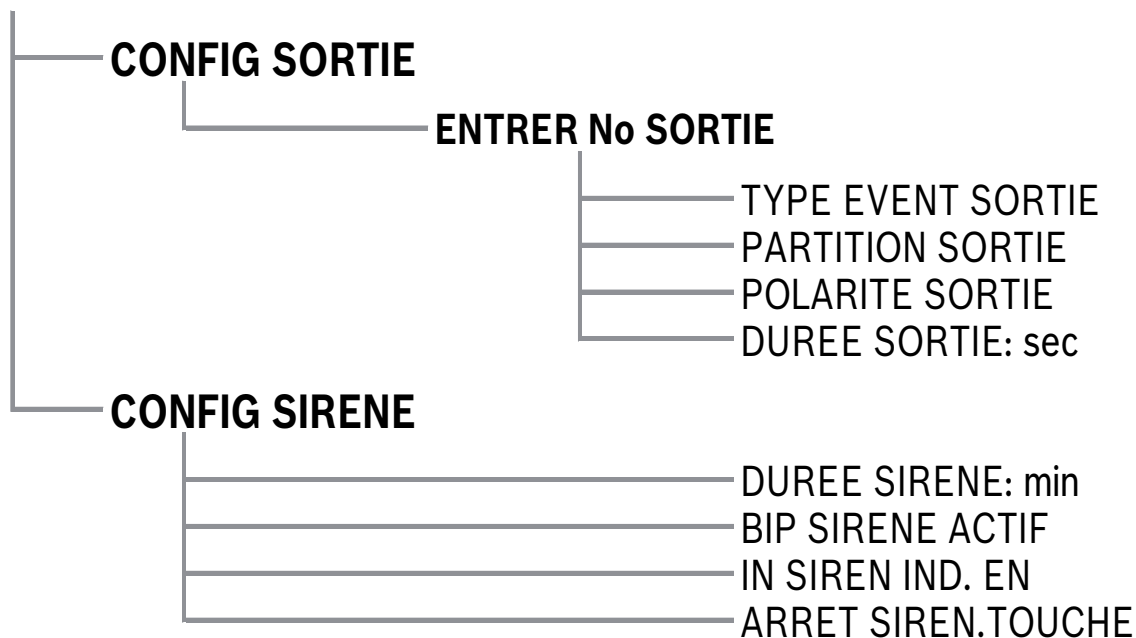 CONFIG SORTIE
ENTRER No SORTIE
TYPE EVENT SORTIE
PARTITION SORTIE
POLARITE SORTIE
DUREE SORTIE: sec
CONFIG SIRENE
DUREE SIRENE: min
BIP SIRENE ACTIF
IN SIREN IND. EN
ARRET SIREN.TOUCHE